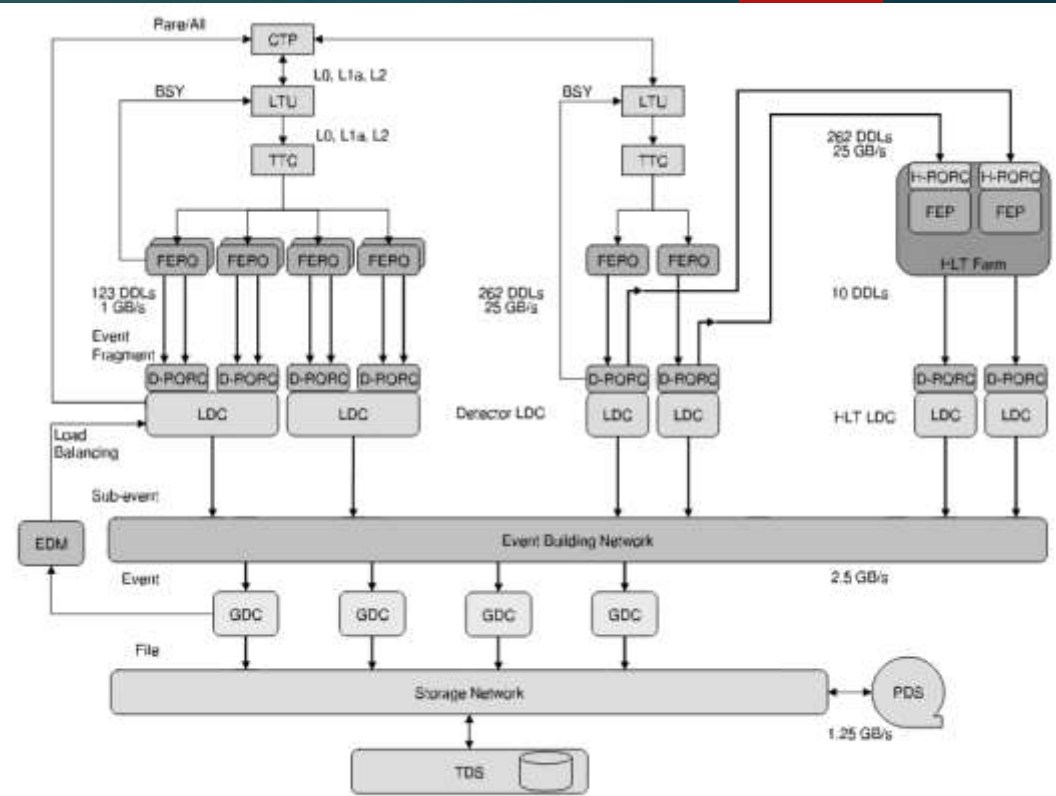 Rare/All
CTP
L0, L1a, L2
BSY
LTU
BSY
LTU
L0, L1a, L2
TTC
TTC
262 DDLs
25 GB/s
H-RORC
H-RORC
FEP
FEP
HLT Farm
FERO
FERO
FERO
FERO
FERO
FERO
123 DDLs
1 GB/s
262 DDLs
25 GB/s
10 DDLs
Event
Fragment
D-RORC
D-RORC
D-RORC
D-RORC
D-RORC
D-RORC
D-RORC
D-RORC
LDC
LDC
Detector LDC
LDC
LDC
HLT LDC
LDC
LDC
Load
Balancing
Sub-event
EDM
Event Building Network
Event
2.5 GB/s
GDC
GDC
GDC
GDC
File
Storage Network
PDS
1.25 GB/s
TDS